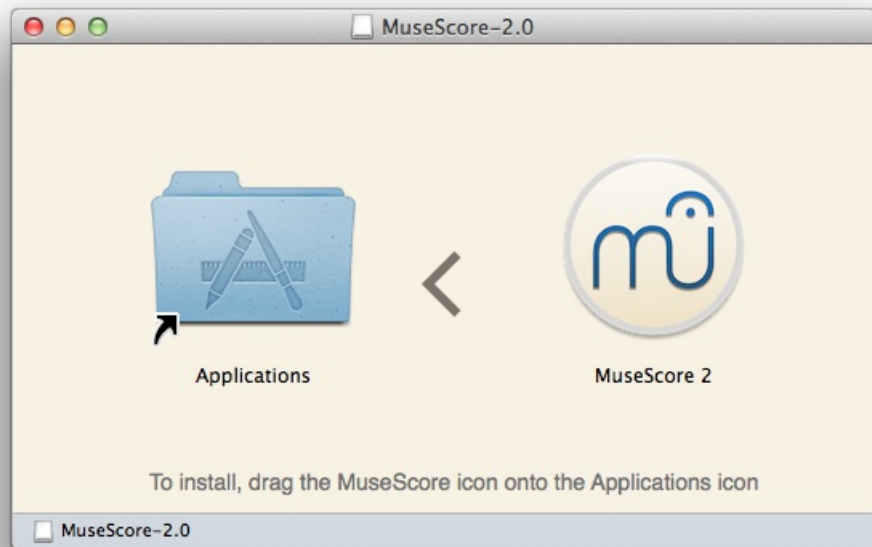 MuseScore-2.0
Applications
MuseScore 2
To install, drag the MuseScore icon onto the Applications icon
MuseScore-2.0